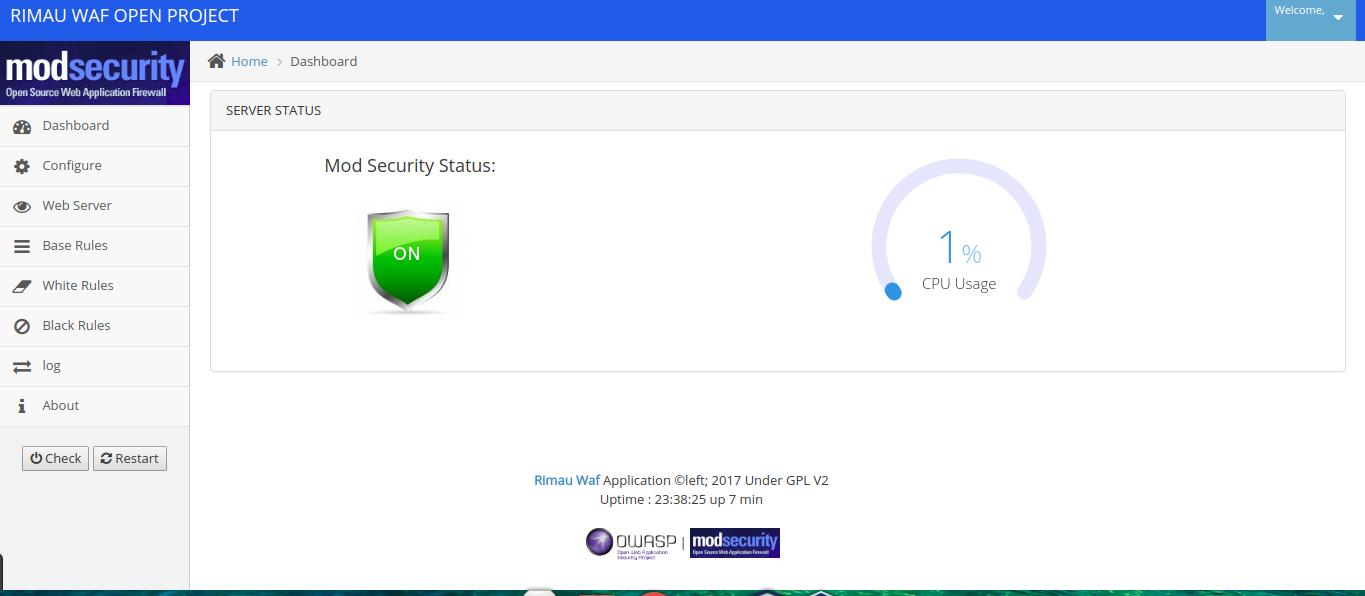 RIMAU WAF OPEN PROJECT
Welcome,
modsecurity
Open Source Web Application Firewall
Home
Dashboard
Dashboard
Configure
Web Server
Base Rules
White Rules
Black Rules
log
About
Check
Restart
SERVER STATUS
Mod Security Status:
ON
1%
CPU Usage
Rimau Waf Application ©left; 2017 Under GPL V2
Uptime : 23:38:25 up 7 min
OWASP
Open Web Application
Security Project
|
modsecurity
Open Source Web Application Firewall